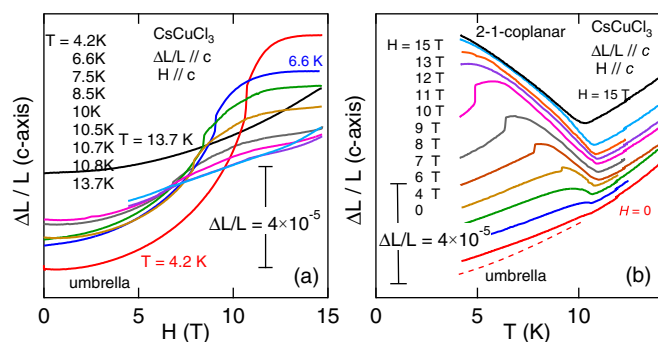 T = 4.2K
6.6K
7.5K
8.5K
10K
10.5K
10.7K
10.8K
13.7K
CsCuCl3
ΔL/L // c
H // c
6.6 K
T = 13.7 K
ΔL/L = 4×10-5
T = 4.2 K
umbrella
(a)
ΔL / L (c-axis)
0
5
10
15
H (T)
2-1-coplanar
CsCuCl3
ΔL/L // c
H // c
H = 15 T
H = 15 T
13 T
12 T
11 T
10 T
9 T
8 T
7 T
6 T
4 T
0
H = 0
ΔL/L = 4×10-5
umbrella
(b)
ΔL / L (c-axis)
5
10
T (K)